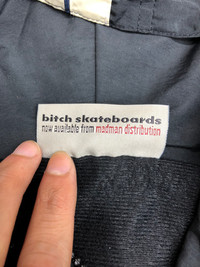 bitch skateboards
now available from madman distribution